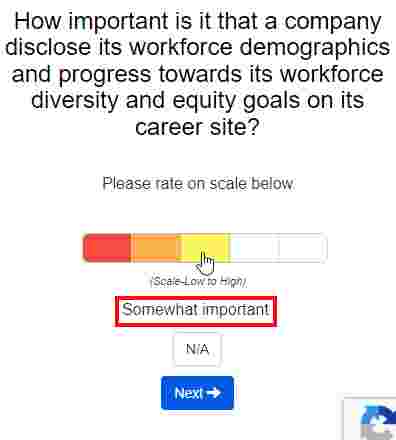 How important is it that a company
disclose its workforce demographics
and progress towards its workforce
diversity and equity goals on its
career site?
Please rate on scale below.
(Scale-Low to High)
Somewhat important
N/A
Next →